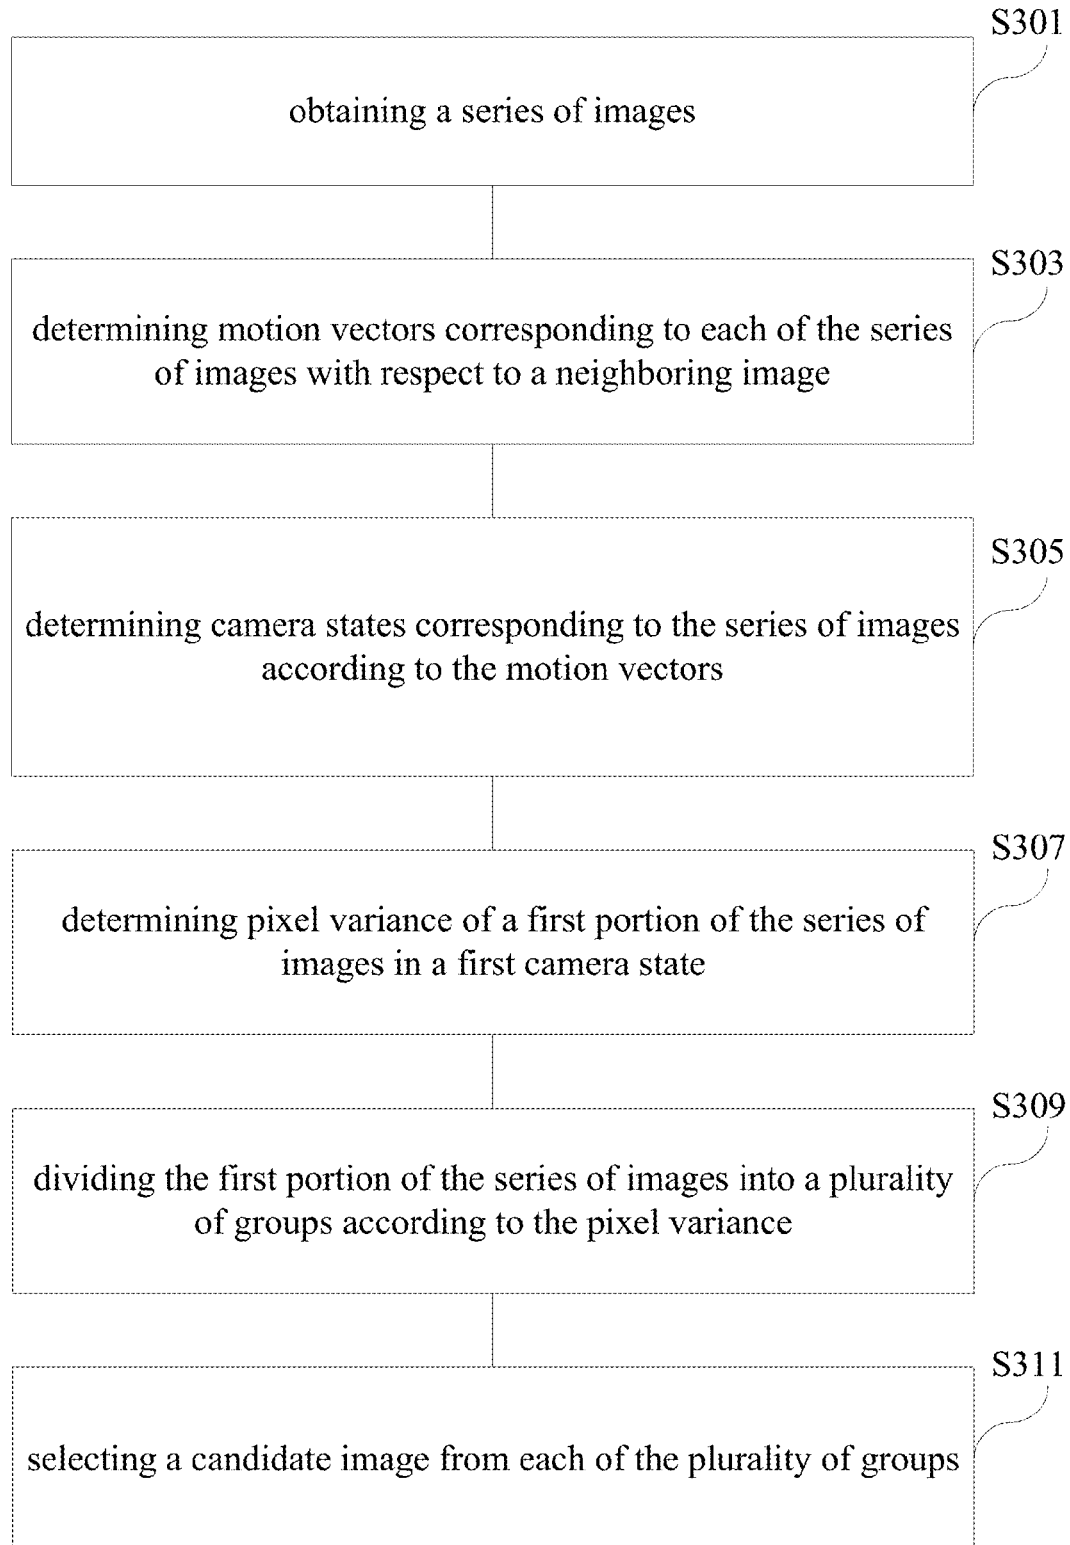 S301
obtaining a series of images
S303
determining motion vectors corresponding to each of the series
of images with respect to a neighboring image
S305
determining camera states corresponding to the series of images
according to the motion vectors
S307
determining pixel variance of a first portion of the series of
images in a first camera state
S309
dividing the first portion of the series of images into a plurality
of groups according to the pixel variance
S311
selecting a candidate image from each of the plurality of groups